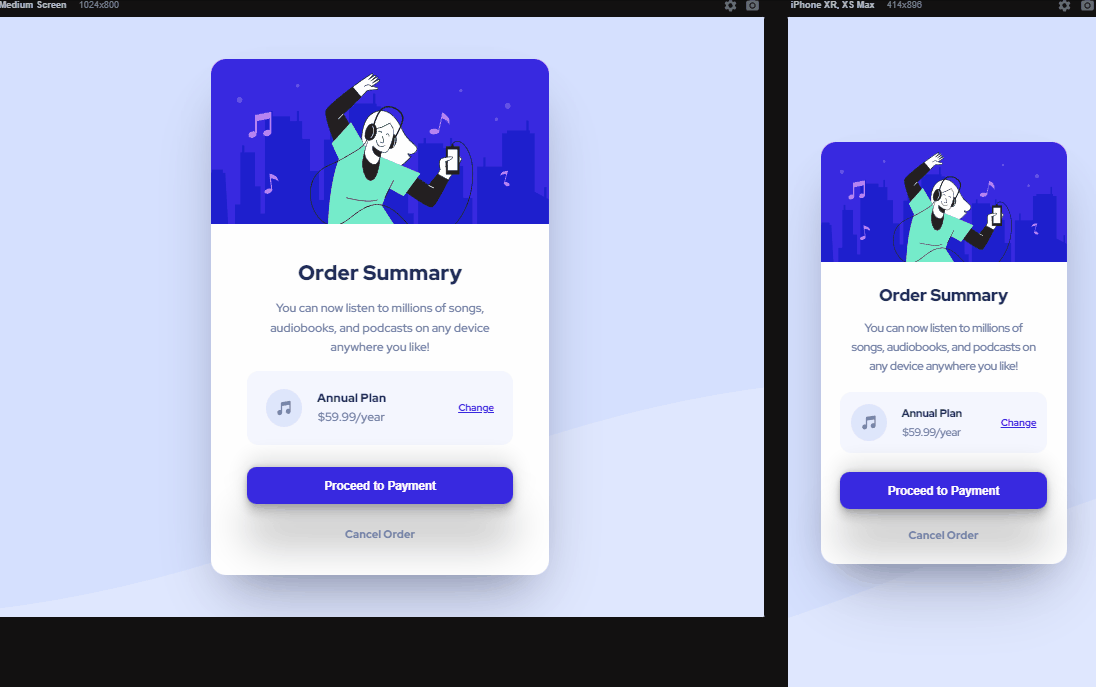 Medium Screen 1024x800
Order Summary
You can now listen to millions of songs,
audiobooks, and podcasts on any device
anywhere you like!
Annual Plan
$59.99/year
Change
Proceed to Payment
Cancel Order
iPhone XR, XS Max 414x896
Order Summary
You can now listen to millions of
songs, audiobooks, and podcasts on
any device anywhere you like!
Annual Plan
$59.99/year
Change
Proceed to Payment
Cancel Order